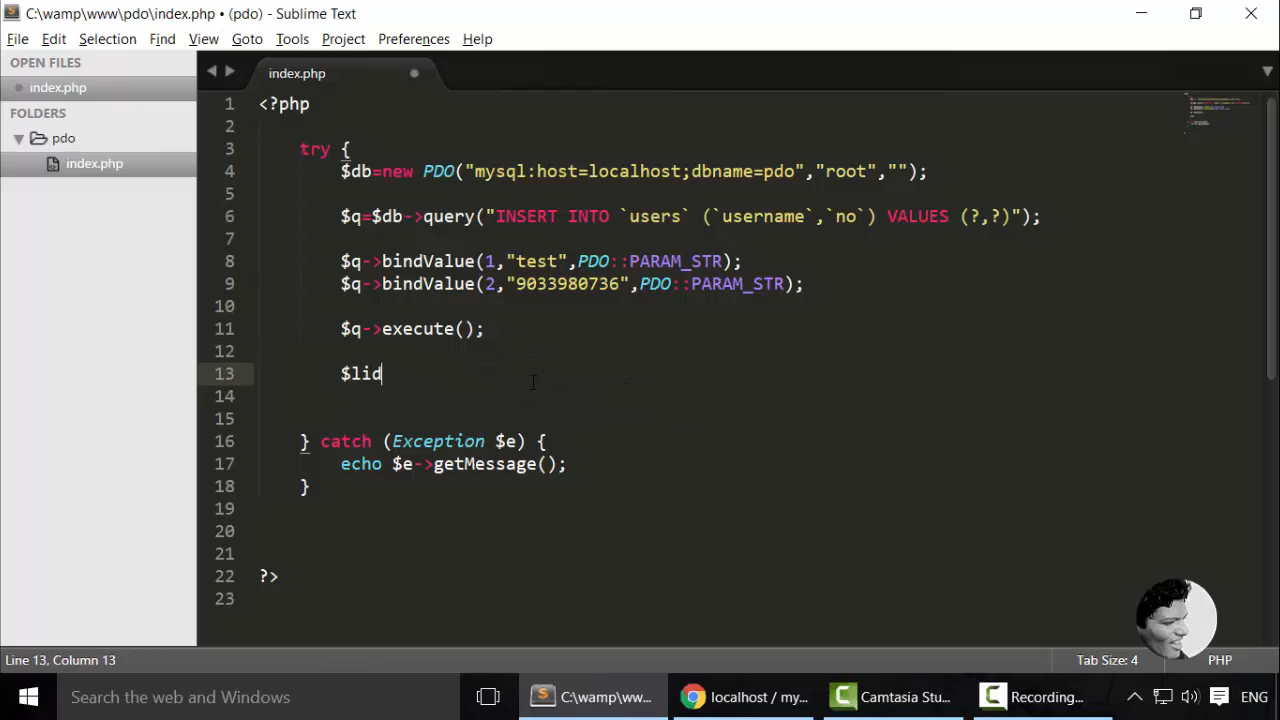 C:\wamp\www\pdo\index.php • (pdo) - Sublime Text
File Edit Selection Find View Goto Tools Project Preferences Help
OPEN FILES
index.php
FOLDERS
pdo
index.php
index.php
1 <?php
2
3 try {
4 $db=new PDO("mysql:host=localhost;dbname=pdo","root","");
5
6 $q=$db->query("INSERT INTO `users` (`username`,`no`) VALUES (?,?)");
7
8 $q->bindValue(1,"test",PDO::PARAM_STR);
9 $q->bindValue(2,"9033980736",PDO::PARAM_STR);
10
11 $q->execute();
12
13 $lid
14
15
16 } catch (Exception $e) {
17 echo $e->getMessage();
18 }
19
20
21
22 ?>
23
Line 13, Column 13
Tab Size: 4
PHP
Search the web and Windows
C:\wamp\ww...
localhost / my...
Camtasia Stu...
Recording...
ENG